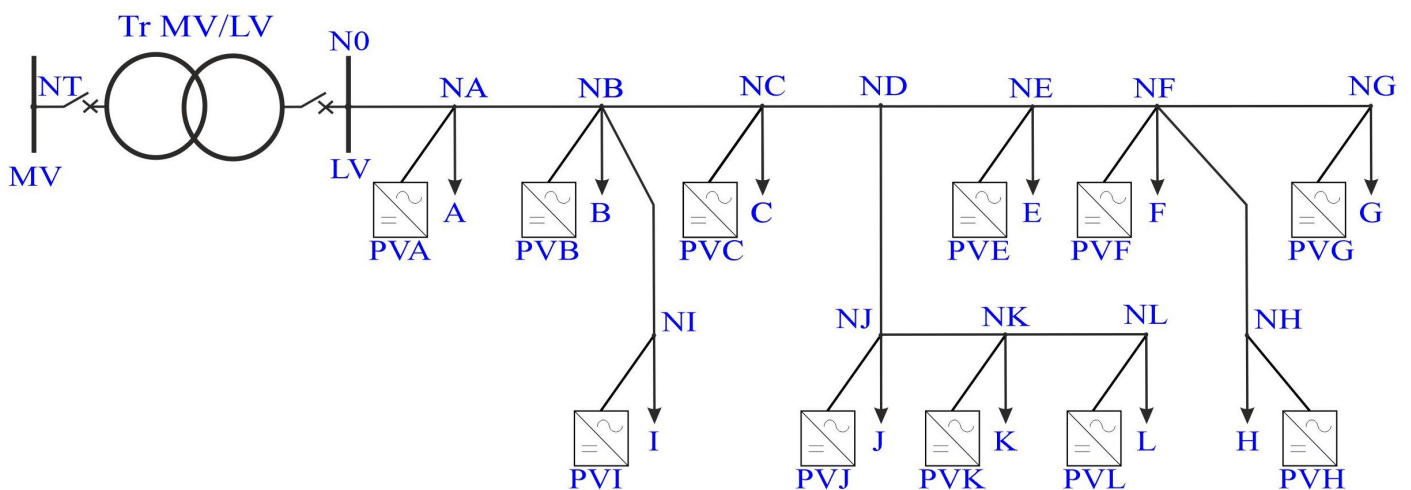 Tr MV/LV
N0
NT
NA
NB
NC
ND
NE
NF
NG
MV
LV
A
B
C
E
F
G
PVA
PVB
PVC
PVE
PVF
PVG
NI
NJ
NK
NL
NH
I
J
K
L
H
PVI
PVJ
PVK
PVL
PVH